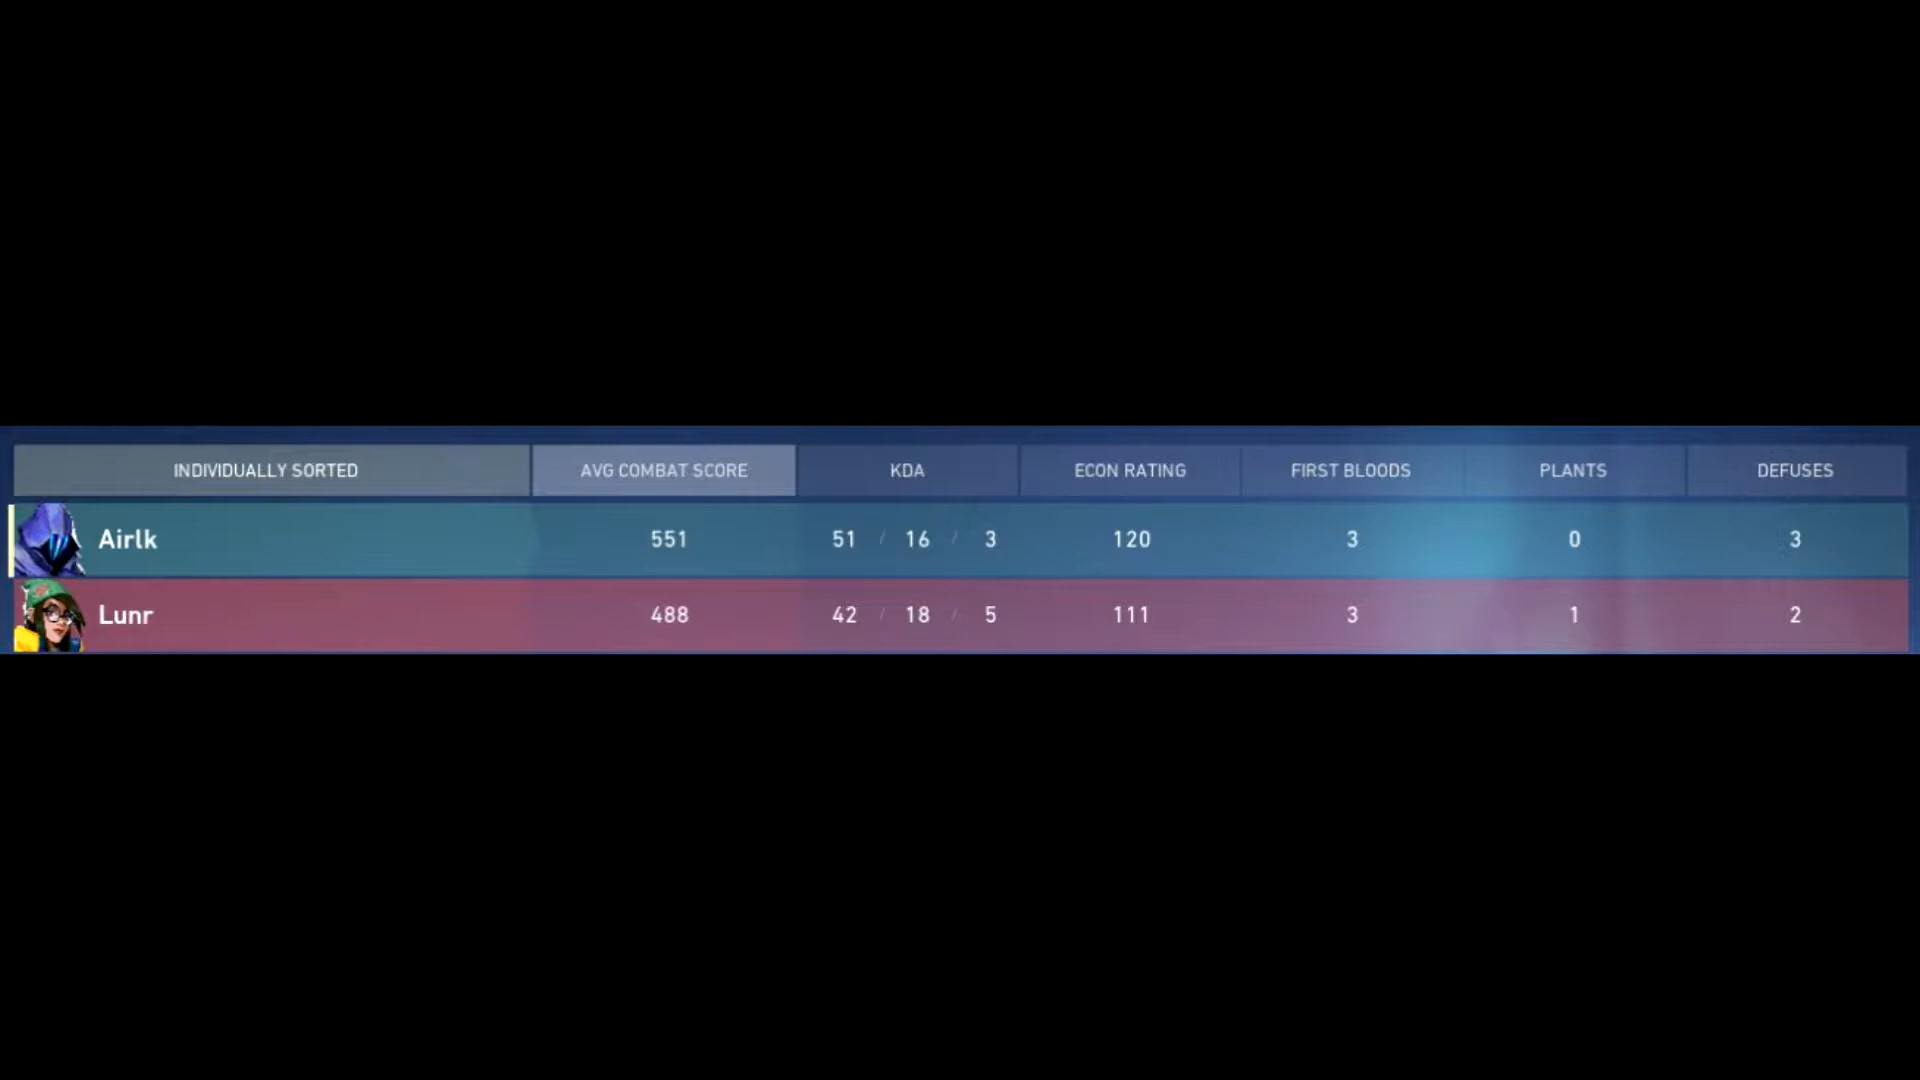 INDIVIDUALLY SORTED AVG COMBAT SCORE KDA ECON RATING FIRST BLOODS PLANTS DEFUSES
Airlk 551 51 / 16 / 3 120 3 0 3
Lunr 488 42 / 18 / 5 111 3 1 2